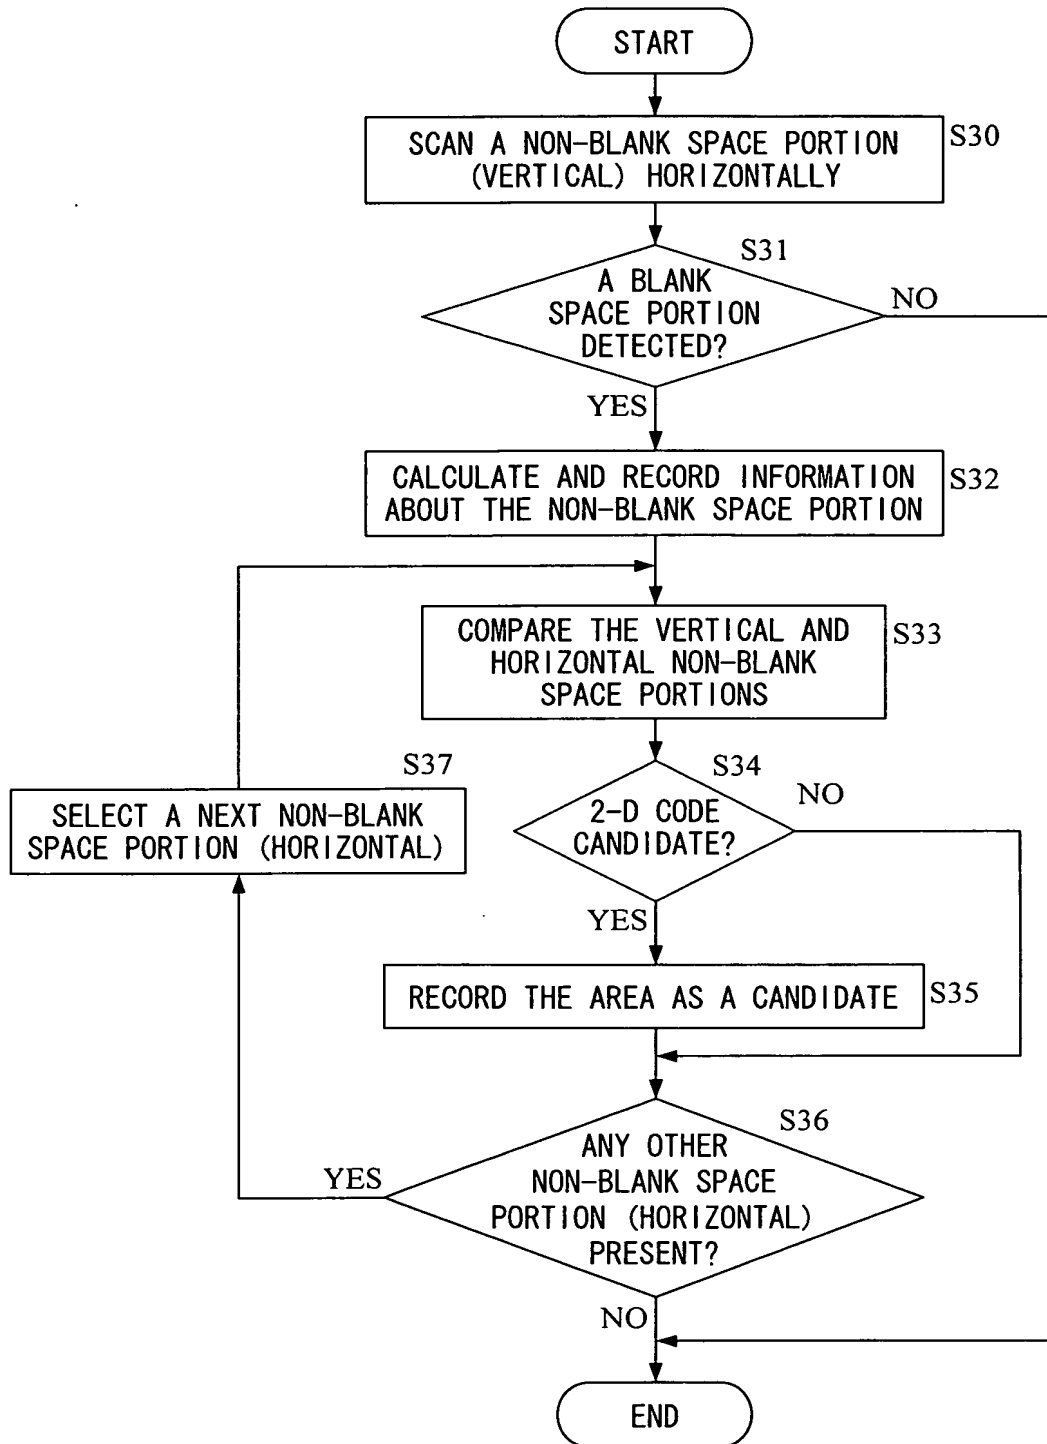 START
SCAN A NON-BLANK SPACE PORTION
(VERTICAL) HORIZONTALLY
S30
S31
A BLANK
SPACE PORTION
DETECTED?
NO
YES
CALCULATE AND RECORD INFORMATION
ABOUT THE NON-BLANK SPACE PORTION
S32
COMPARE THE VERTICAL AND
HORIZONTAL NON-BLANK
SPACE PORTIONS
S33
S37
SELECT A NEXT NON-BLANK
SPACE PORTION (HORIZONTAL)
S34
2-D CODE
CANDIDATE?
NO
YES
RECORD THE AREA AS A CANDIDATE
S35
S36
ANY OTHER
NON-BLANK SPACE
PORTION (HORIZONTAL)
PRESENT?
YES
NO
END